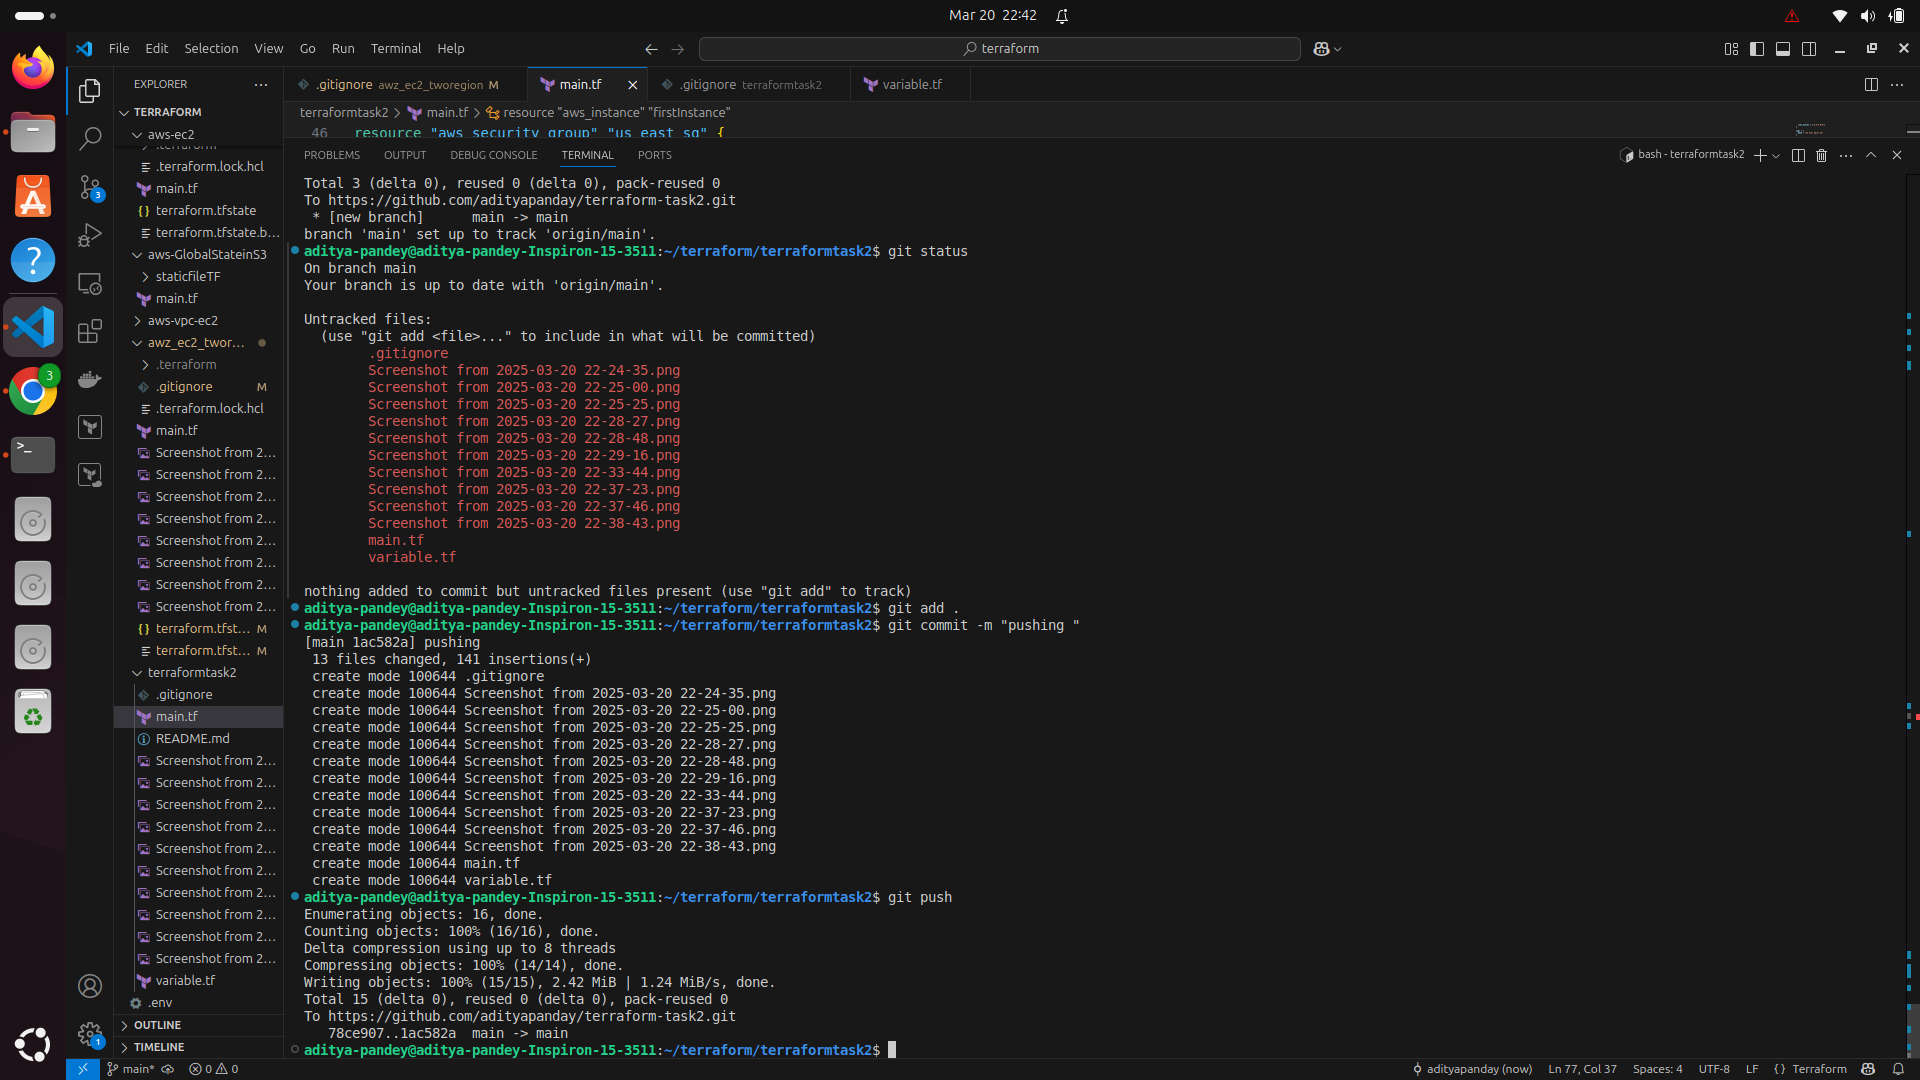 Mar 20 22:42
File Edit Selection View Go Run Terminal Help
terraform
EXPLORER
.gitignore awz_ec2_tworegion M
main.tf
.gitignore terraformtask2
variable.tf
TERRAFORM
terraformtask2 > main.tf > resource "aws_instance" "firstInstance"
46 resource "aws_security_group" "us_east_sg" {
aws-ec2
.terraform
.terraform.lock.hcl
main.tf
terraform.tfstate
terraform.tfstate.b...
aws-GlobalStateinS3
staticfileTF
main.tf
aws-vpc-ec2
awz_ec2_twor...
.terraform
.gitignore M
.terraform.lock.hcl
main.tf
Screenshot from 2...
Screenshot from 2...
Screenshot from 2...
Screenshot from 2...
Screenshot from 2...
Screenshot from 2...
Screenshot from 2...
Screenshot from 2...
terraform.tfst... M
terraform.tfst... M
terraformtask2
.gitignore
main.tf
README.md
Screenshot from 2...
Screenshot from 2...
Screenshot from 2...
Screenshot from 2...
Screenshot from 2...
Screenshot from 2...
Screenshot from 2...
Screenshot from 2...
Screenshot from 2...
Screenshot from 2...
variable.tf
.env
OUTLINE
TIMELINE
3
3
1
PROBLEMS OUTPUT DEBUG CONSOLE TERMINAL PORTS
bash - terraformtask2
Total 3 (delta 0), reused 0 (delta 0), pack-reused 0
To https://github.com/adityapanday/terraform-task2.git
* [new branch] main -> main
branch 'main' set up to track 'origin/main'.
aditya-pandey@aditya-pandey-Inspiron-15-3511:~/terraform/terraformtask2$ git status
On branch main
Your branch is up to date with 'origin/main'.
Untracked files:
(use "git add <file>..." to include in what will be committed)
.gitignore
Screenshot from 2025-03-20 22-24-35.png
Screenshot from 2025-03-20 22-25-00.png
Screenshot from 2025-03-20 22-25-25.png
Screenshot from 2025-03-20 22-28-27.png
Screenshot from 2025-03-20 22-28-48.png
Screenshot from 2025-03-20 22-29-16.png
Screenshot from 2025-03-20 22-33-44.png
Screenshot from 2025-03-20 22-37-23.png
Screenshot from 2025-03-20 22-37-46.png
Screenshot from 2025-03-20 22-38-43.png
main.tf
variable.tf
nothing added to commit but untracked files present (use "git add" to track)
aditya-pandey@aditya-pandey-Inspiron-15-3511:~/terraform/terraformtask2$ git add .
aditya-pandey@aditya-pandey-Inspiron-15-3511:~/terraform/terraformtask2$ git commit -m "pushing "
[main 1ac582a] pushing
13 files changed, 141 insertions(+)
create mode 100644 .gitignore
create mode 100644 Screenshot from 2025-03-20 22-24-35.png
create mode 100644 Screenshot from 2025-03-20 22-25-00.png
create mode 100644 Screenshot from 2025-03-20 22-25-25.png
create mode 100644 Screenshot from 2025-03-20 22-28-27.png
create mode 100644 Screenshot from 2025-03-20 22-28-48.png
create mode 100644 Screenshot from 2025-03-20 22-29-16.png
create mode 100644 Screenshot from 2025-03-20 22-33-44.png
create mode 100644 Screenshot from 2025-03-20 22-37-23.png
create mode 100644 Screenshot from 2025-03-20 22-37-46.png
create mode 100644 Screenshot from 2025-03-20 22-38-43.png
create mode 100644 main.tf
create mode 100644 variable.tf
aditya-pandey@aditya-pandey-Inspiron-15-3511:~/terraform/terraformtask2$ git push
Enumerating objects: 16, done.
Counting objects: 100% (16/16), done.
Delta compression using up to 8 threads
Compressing objects: 100% (14/14), done.
Writing objects: 100% (15/15), 2.42 MiB | 1.24 MiB/s, done.
Total 15 (delta 0), reused 0 (delta 0), pack-reused 0
To https://github.com/adityapanday/terraform-task2.git
78ce907..1ac582a main -> main
aditya-pandey@aditya-pandey-Inspiron-15-3511:~/terraform/terraformtask2$
main* 0 0
adityapanday (now) Ln 77, Col 37 Spaces: 4 UTF-8 LF {} Terraform